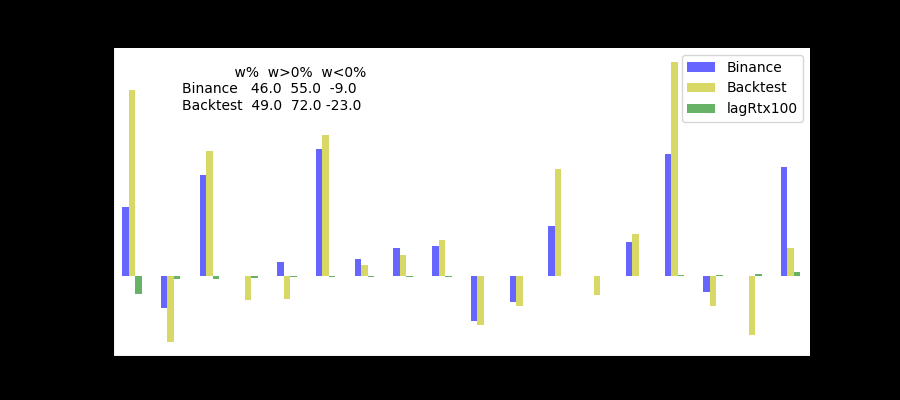 w% w>0% w<0%
Binance 46.0 55.0 -9.0
Backtest 49.0 72.0 -23.0
Binance
Backtest
lagRtx100